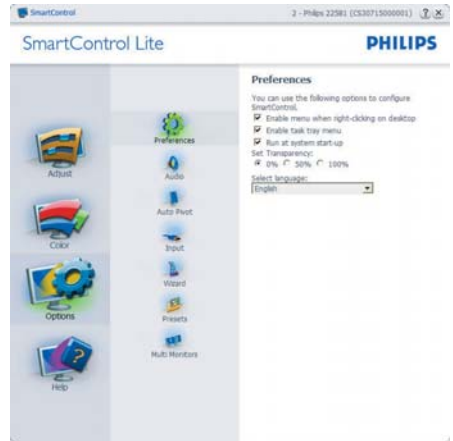 SmartControl
2 - Philips 225B1 (CS30715000001)
SmartControl Lite
PHILIPS
Adjust
Color
Options
Help
Preferences
Audio
Auto Pivot
Input
Wizard
Presets
Multi Monitors
Preferences
You can use the following options to configure
SmartControl.
Enable menu when right-clicking on desktop
Enable task tray menu
Run at system start-up
Set Transparency:
0% 50% 100%
Select language:
English